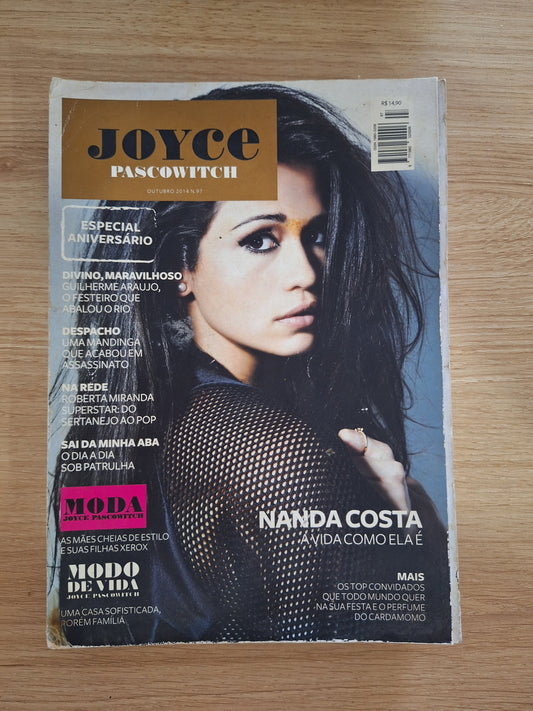 R$ 14,90
JOYCE
PASCOWITCH
OUTUBRO 2014 N.97
ESPECIAL
ANIVERSÁRIO
DIVINO, MARAVILHOSO
GUILHERME ARAUJO,
O FESTEIRO QUE
ABALOU O RIO
DESPACHO
UMA MANDINGA
QUE ACABOU EM
ASSASSINATO
NA REDE
ROBERTA MIRANDA
SUPERSTAR: DO
SERTANEJO AO POP
SAI DA MINHA ABA
O DIA A DIA
SOB PATRULHA
MODA
JOYCE PASCOWITCH
AS MÃES CHEIAS DE ESTILO
E SUAS FILHAS XEROX
MODO
DE VIDA
JOYCE PASCOWITCH
UMA CASA SOFISTICADA,
PORÉM FAMÍLIA
NANDA COSTA
A VIDA COMO ELA É
MAIS
OS TOP CONVIDADOS
QUE TODO MUNDO QUER
NA SUA FESTA E O PERFUME
DO CARDAMOMO